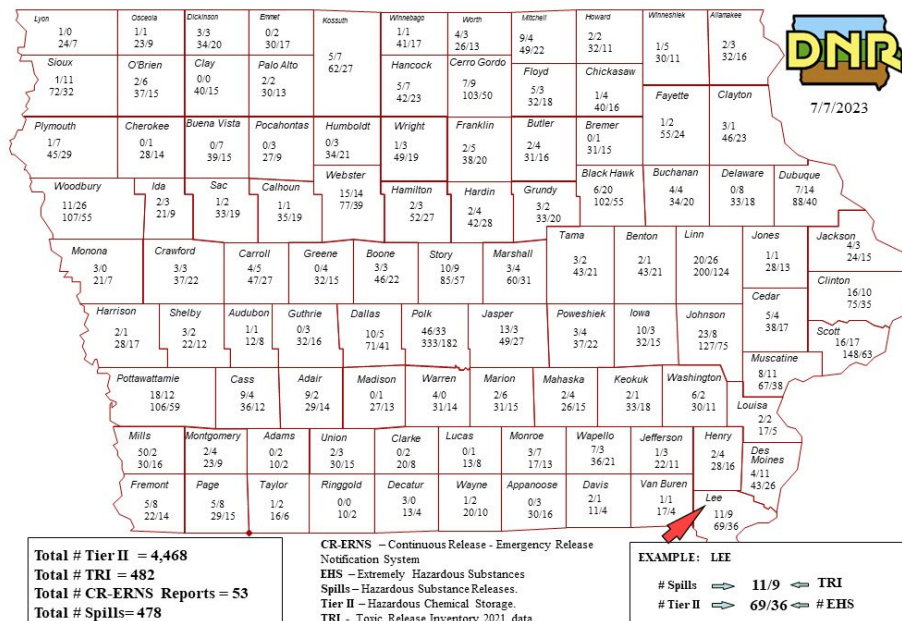 Lyon
1/0
24/7
Osceola
1/1
23/9
Dickinson
3/3
34/20
Emmet
0/2
30/17
Kossuth
5/7
62/27
Winnebago
1/1
41/17
Worth
4/3
26/13
Mitchell
9/4
49/22
Howard
2/2
32/11
Winneshiek
1/5
30/11
Allamakee
2/3
32/16
DNR
7/7/2023
Sioux
1/11
72/32
O'Brien
2/6
37/15
Clay
0/0
40/15
Palo Alto
2/2
30/13
Hancock
5/7
42/23
Cerro Gordo
7/9
103/50
Floyd
5/3
32/18
Chickasaw
1/4
40/16
Fayette
1/2
55/24
Clayton
3/1
46/23
Plymouth
1/7
45/29
Cherokee
0/1
28/14
Buena Vista
0/7
39/15
Pocahontas
0/3
27/9
Humboldt
0/3
34/21
Wright
1/3
49/19
Franklin
2/5
38/20
Butler
2/4
31/16
Bremer
0/1
31/15
Woodbury
11/26
107/55
Ida
2/3
21/9
Sac
1/2
33/19
Calhoun
1/1
35/19
Webster
15/14
77/39
Hamilton
2/3
52/27
Hardin
2/4
42/28
Grundy
3/2
33/20
Black Hawk
6/20
102/55
Buchanan
4/4
34/20
Delaware
0/8
33/18
Dubuque
7/14
88/40
Monona
3/0
21/7
Crawford
3/3
37/22
Carroll
4/5
47/27
Greene
0/4
32/15
Boone
3/3
46/22
Story
10/9
85/57
Marshall
3/4
60/31
Tama
3/2
43/21
Benton
2/1
43/21
Linn
20/26
200/124
Jones
1/1
28/13
Jackson
4/3
24/15
Clinton
16/10
75/35
Harrison
2/1
28/17
Shelby
3/2
22/12
Audubon
1/1
12/8
Guthrie
0/3
32/16
Dallas
10/5
71/41
Polk
46/33
333/182
Jasper
13/3
49/27
Poweshiek
3/4
37/22
Iowa
10/3
32/15
Johnson
23/8
127/75
Cedar
5/4
38/17
Scott
16/17
148/63
Muscatine
8/11
67/38
Pottawattamie
18/12
106/59
Cass
9/4
36/12
Adair
9/2
29/14
Madison
0/1
27/13
Warren
4/0
31/14
Marion
2/6
31/15
Mahaska
2/4
26/15
Keokuk
2/1
33/18
Washington
6/2
30/11
Louisa
2/2
17/5
Mills
50/2
30/16
Montgomery
2/4
23/9
Adams
0/2
10/2
Union
2/3
30/15
Clarke
0/2
20/8
Lucas
0/1
13/8
Monroe
3/7
17/13
Wapello
7/3
36/21
Jefferson
1/3
22/11
Henry
2/4
28/16
Des
Moines
4/11
43/26
Fremont
5/8
22/14
Page
5/8
29/15
Taylor
1/2
16/6
Ringgold
0/0
10/2
Decatur
3/0
13/4
Wayne
1/2
20/10
Appanoose
0/3
30/16
Davis
2/1
11/4
Van Buren
1/1
17/4
Lee
11/9
69/36
Total # Tier II = 4,468
Total # TRI = 482
Total # CR-ERNS Reports = 53
Total # Spills= 478
CR-ERNS – Continuous Release - Emergency Release
Notification System
EHS – Extremely Hazardous Substances
Spills – Hazardous Substance Releases.
Tier II – Hazardous Chemical Storage.
TRI - Toxic Release Inventory 2021 data
EXAMPLE: LEE
# Spills 11/9 TRI
# Tier II 69/36 # EHS